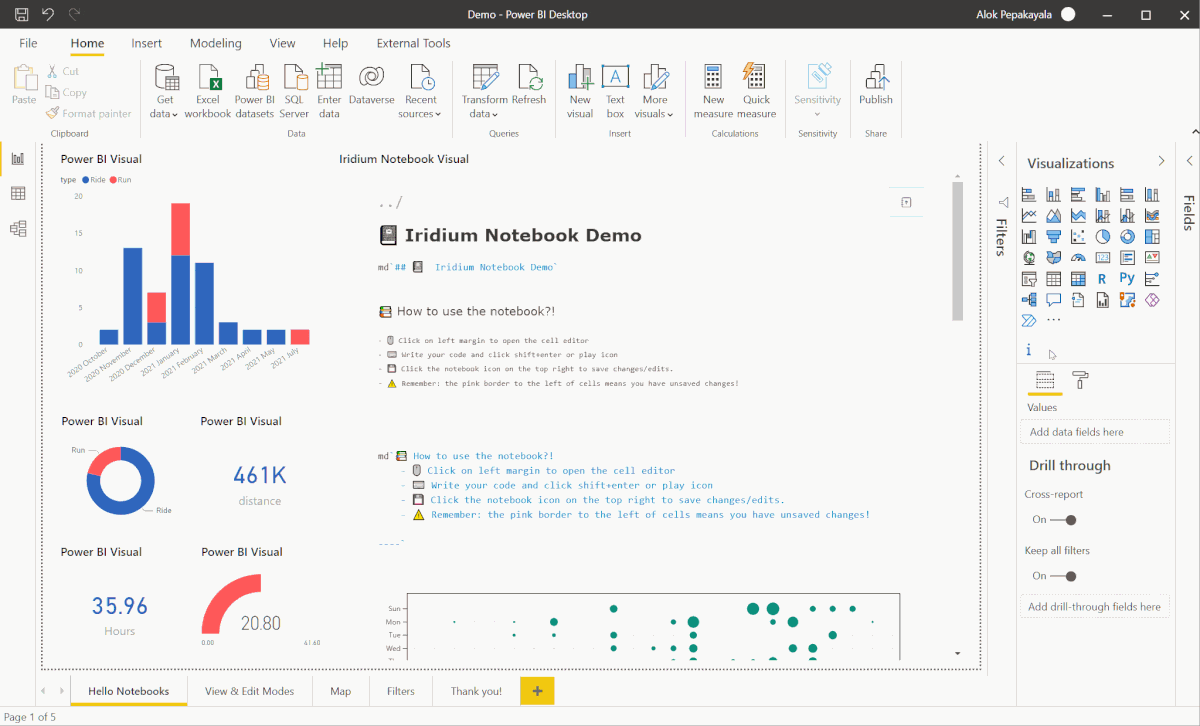 Demo - Power BI Desktop
Alok Pepakayala
File Home Insert Modeling View Help External Tools
Paste
Cut
Copy
Format painter
Clipboard
Get data
Excel workbook
Power BI datasets
SQL Server
Enter data
Dataverse
Recent sources
Data
Transform data
Refresh
Queries
New visual
Text box
More visuals
Insert
New measure
Quick measure
Calculations
Sensitivity
Sensitivity
Publish
Share
Power BI Visual
type Ride Run
20
15
10
5
0
2020 October
2020 November
2020 December
2021 January
2021 February
2021 March
2021 April
2021 May
2021 July
Power BI Visual
Run
Ride
Power BI Visual
461K
distance
Power BI Visual
35.96
Hours
Power BI Visual
20.80
0.00
41.60
Iridium Notebook Visual
../
Iridium Notebook Demo
md`## Iridium Notebook Demo`
How to use the notebook?!
- Click on left margin to open the cell editor
- Write your code and click shift+enter or play icon
- Click the notebook icon on the top right to save changes/edits.
- Remember: the pink border to the left of cells means you have unsaved changes!
md` How to use the notebook?!
- Click on left margin to open the cell editor
- Write your code and click shift+enter or play icon
- Click the notebook icon on the top right to save changes/edits.
- Remember: the pink border to the left of cells means you have unsaved changes!
----`
Sun
Mon
Tue
Wed
Filters
Visualizations
R
Py
123
Values
Add data fields here
Drill through
Cross-report
On
Keep all filters
On
Add drill-through fields here
Fields
Hello Notebooks
View & Edit Modes
Map
Filters
Thank you!
+
Page 1 of 5